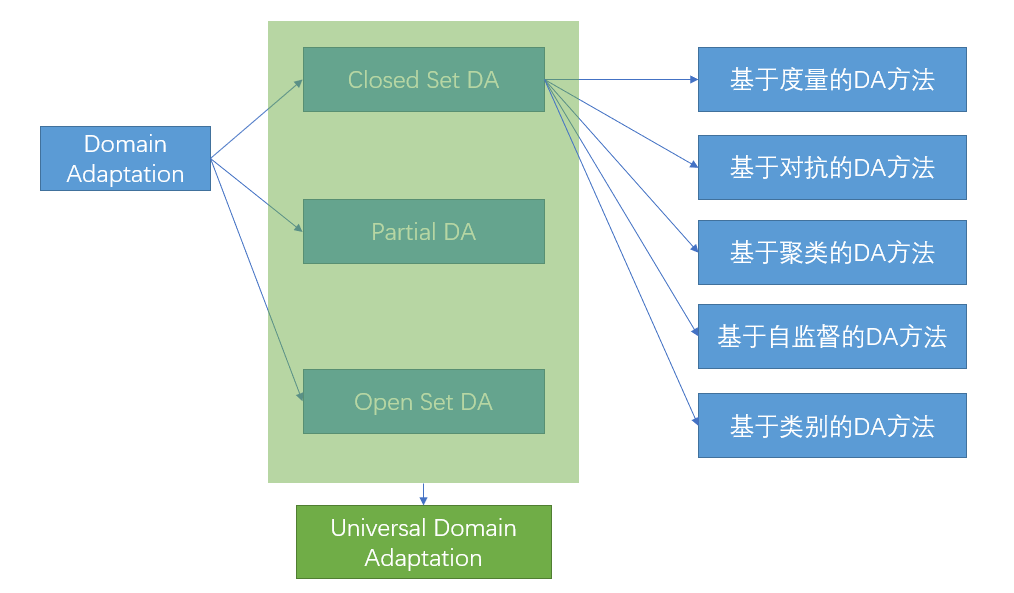 Domain
Adaptation
Closed Set DA
Partial DA
Open Set DA
Universal Domain
Adaptation
基于度量的DA方法
基于对抗的DA方法
基于聚类的DA方法
基于自监督的DA方法
基于类别的DA方法